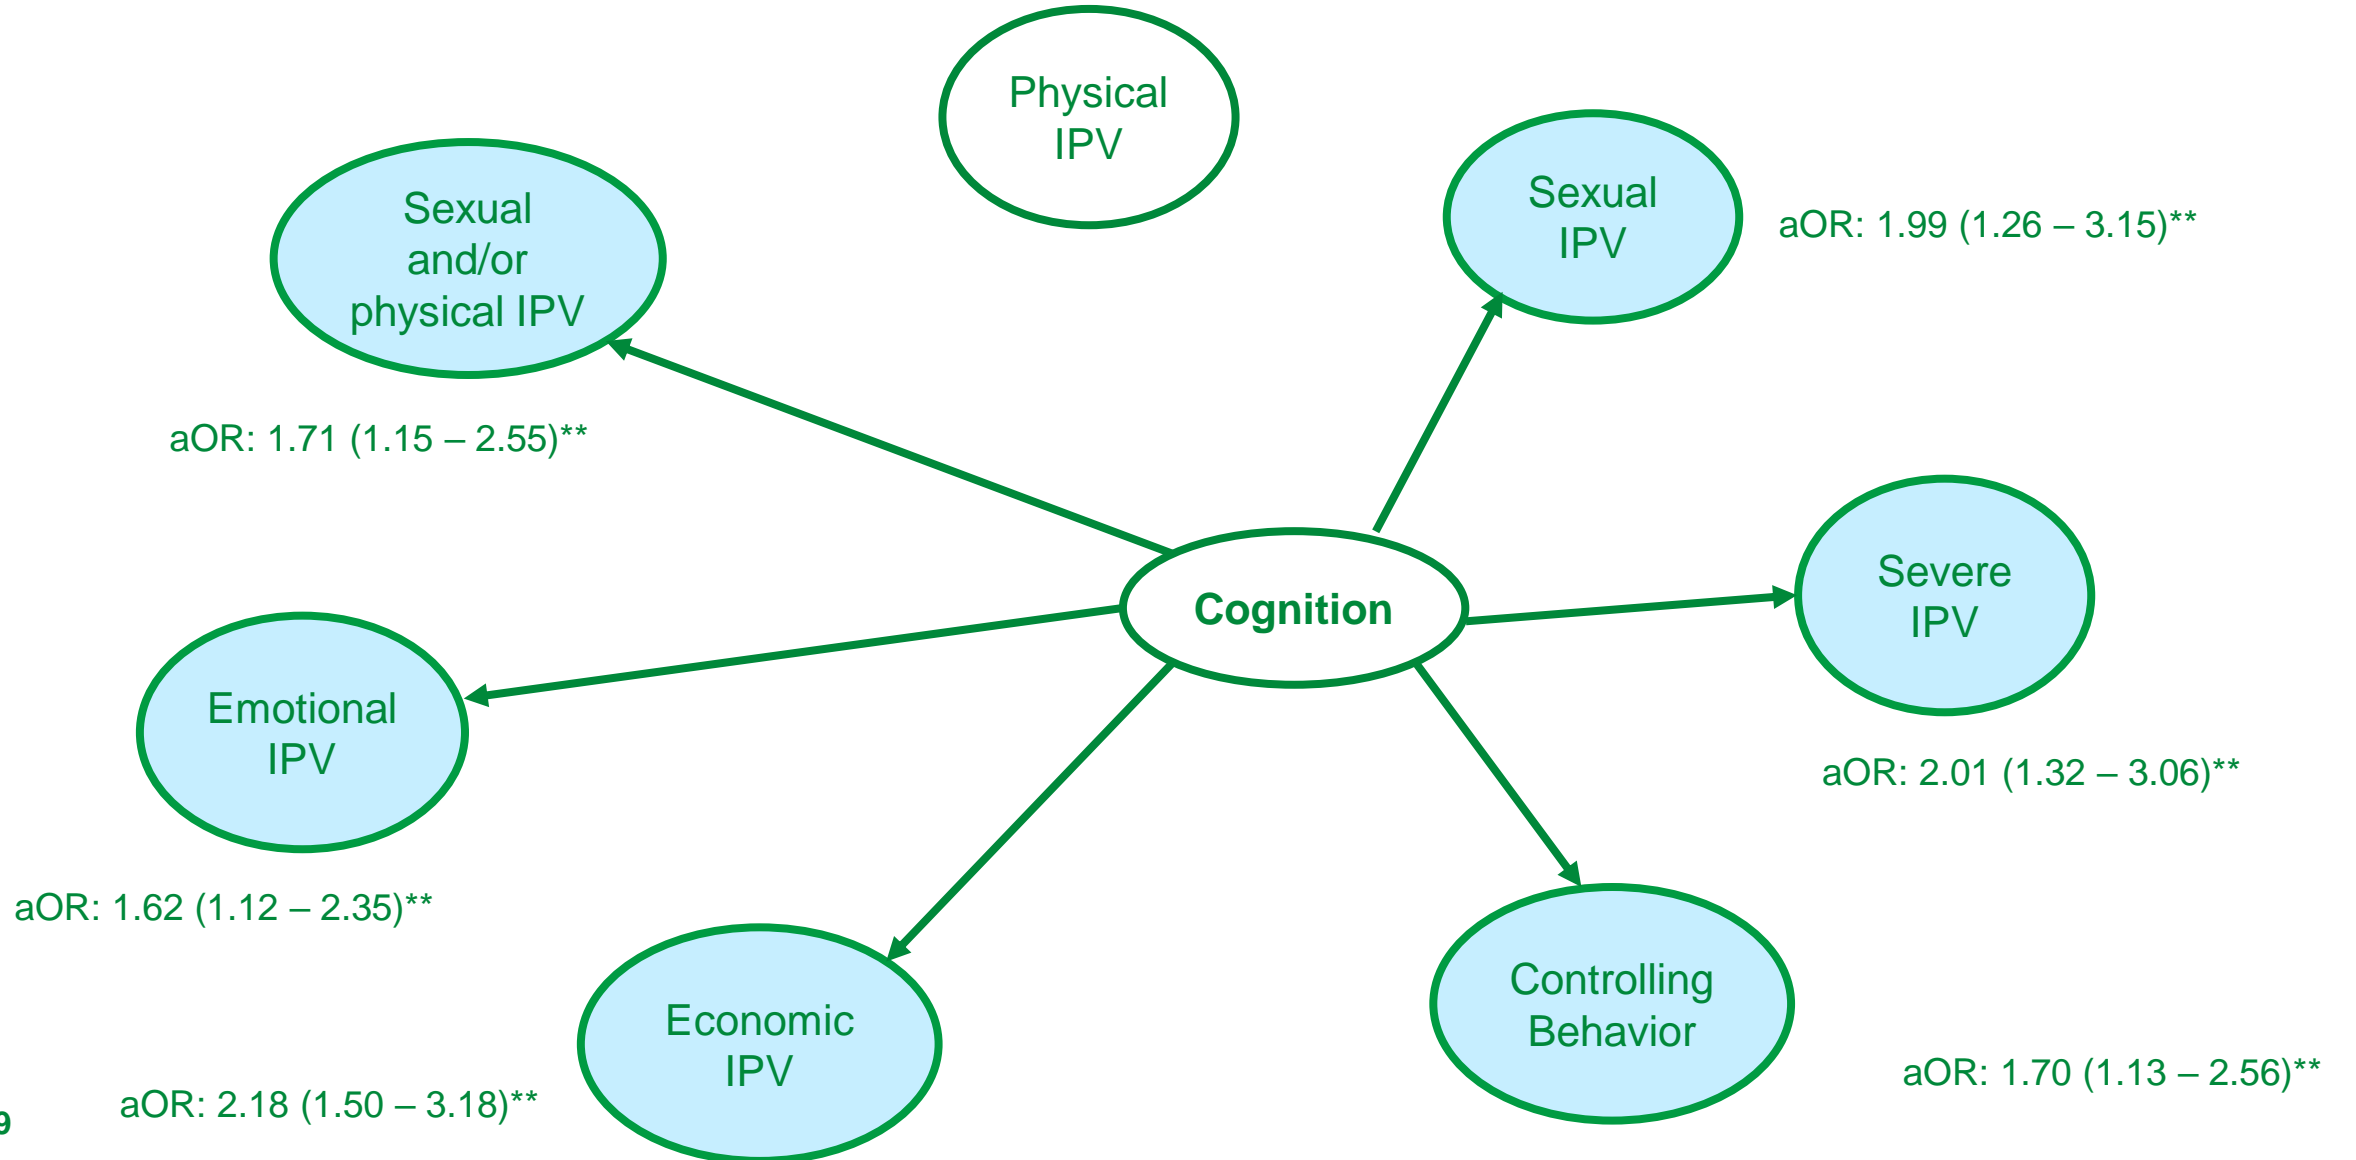 Physical
IPV
Sexual
and/or
physical IPV
Sexual
IPV
aOR: 1.99 (1.26 – 3.15)**
aOR: 1.71 (1.15 – 2.55)**
Cognition
Severe
IPV
Emotional
IPV
aOR: 2.01 (1.32 – 3.06)**
aOR: 1.62 (1.12 – 2.35)**
Controlling
Behavior
Economic
IPV
aOR: 1.70 (1.13 – 2.56)**
aOR: 2.18 (1.50 – 3.18)**
9